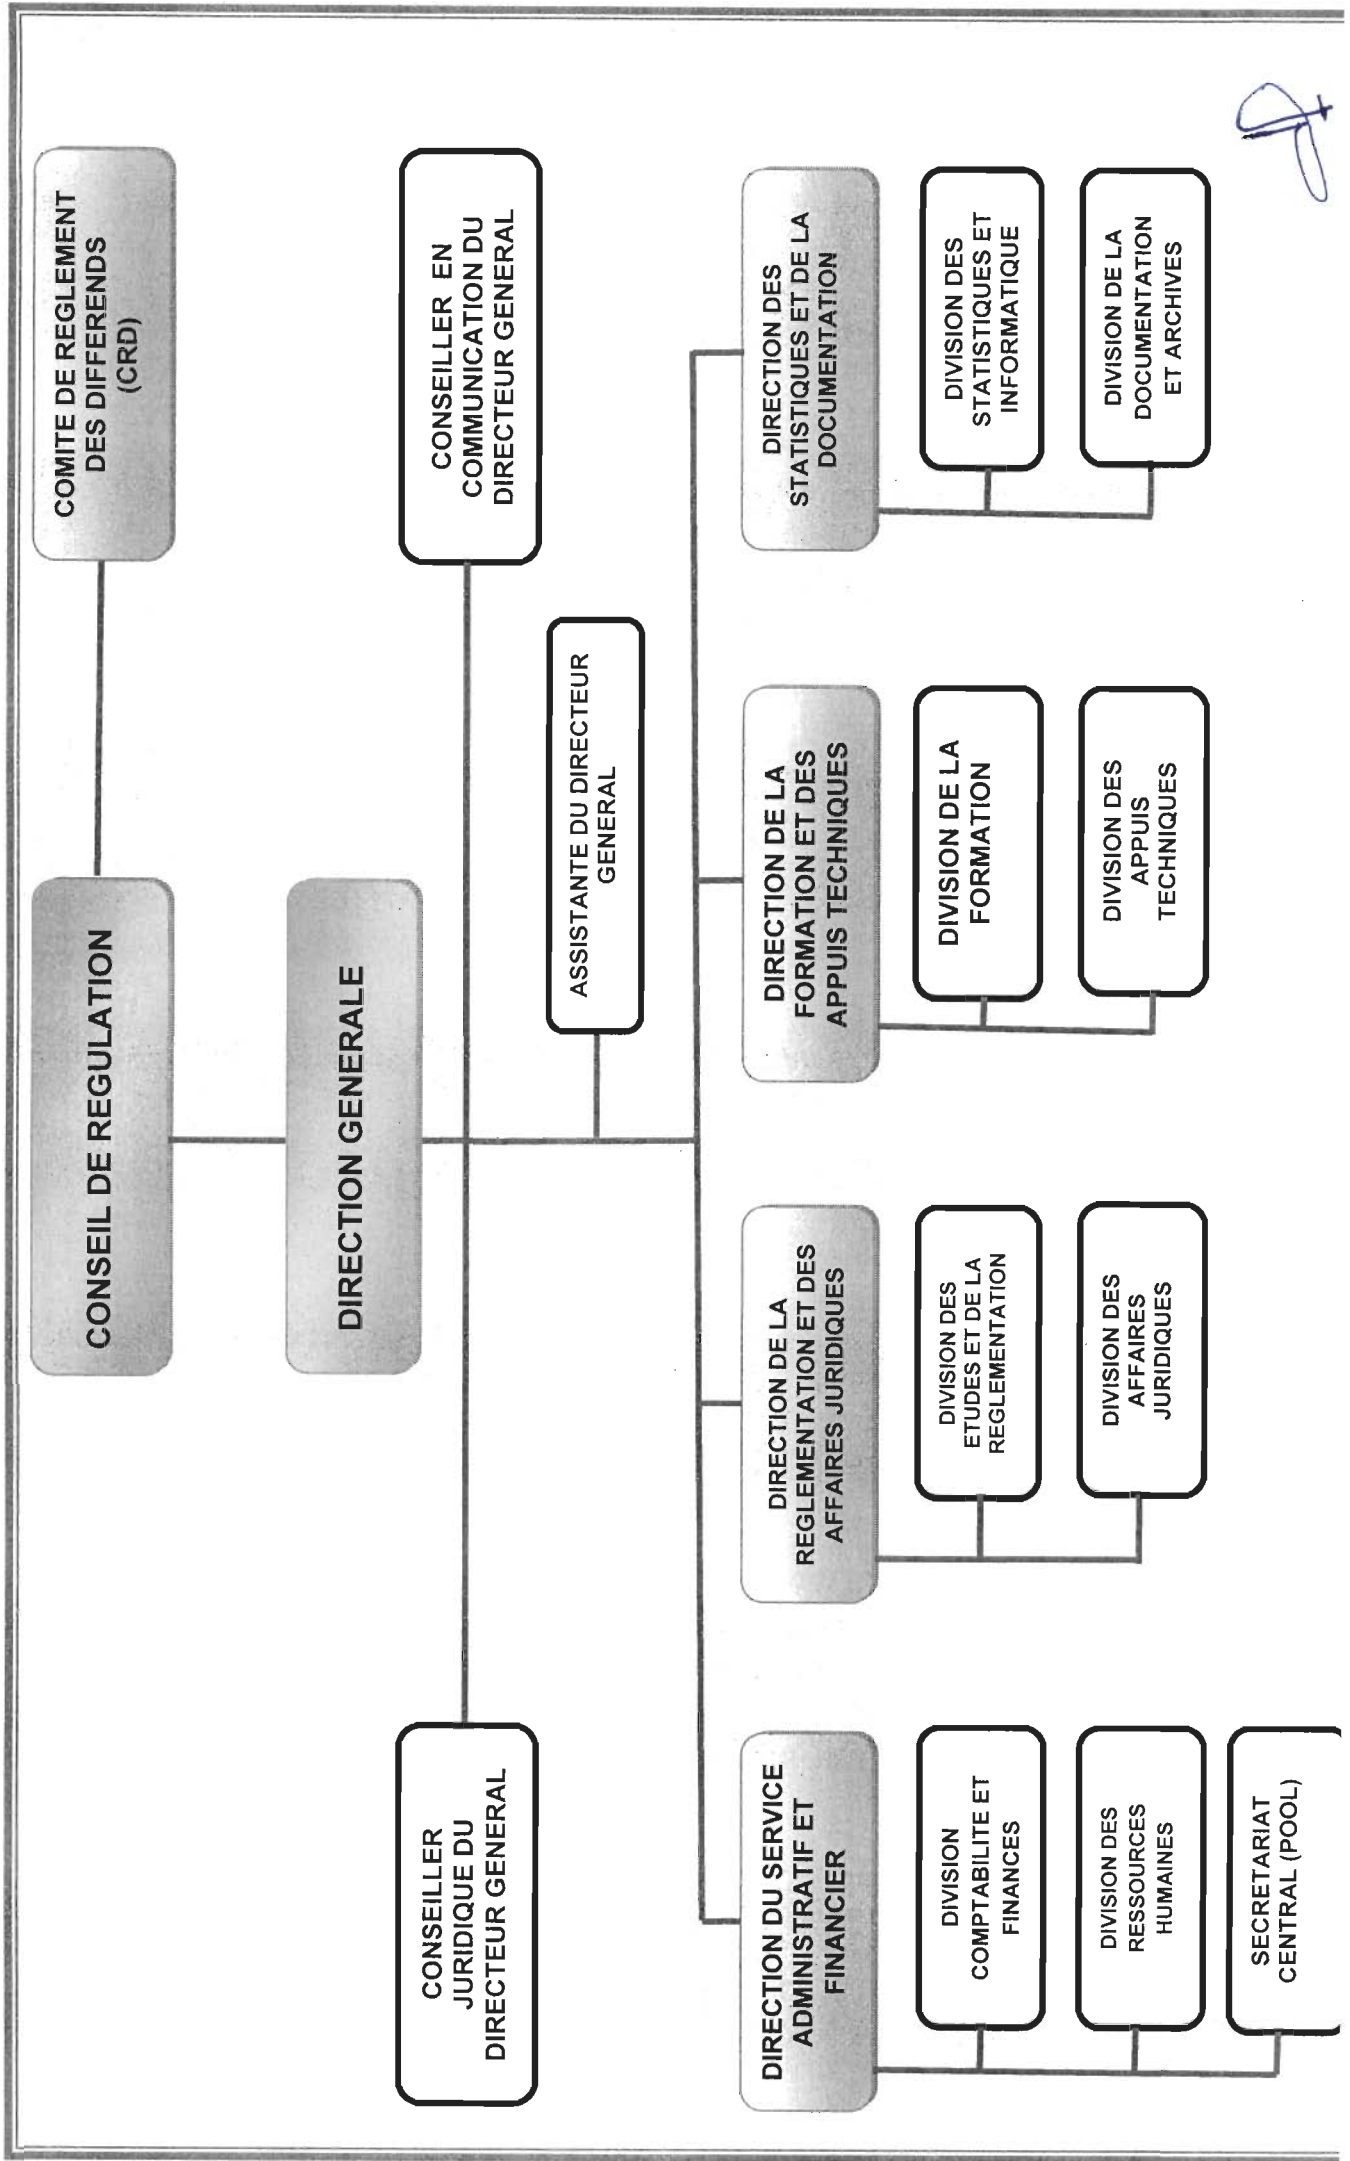 CONSEIL DE REGULATION
COMITE DE REGLEMENT
DES DIFFERENDS
(CRD)
DIRECTION GENERALE
CONSEILLER
JURIDIQUE DU
DIRECTEUR GENERAL
CONSEILLER EN
COMMUNICATION DU
DIRECTEUR GENERAL
ASSISTANTE DU DIRECTEUR
GENERAL
DIRECTION DU SERVICE
ADMINISTRATIF ET
FINANCIER
DIVISION
COMPTABILITE ET
FINANCES
DIVISION DES
RESSOURCES
HUMAINES
SECRETARIAT
CENTRAL (POOL)
DIRECTION DE LA
REGLEMENTATION ET DES
AFFAIRES JURIDIQUES
DIVISION DES
ETUDES ET DE LA
REGLEMENTATION
DIVISION DES
AFFAIRES
JURIDIQUES
DIRECTION DE LA
FORMATION ET DES
APPUIS TECHNIQUES
DIVISION DE LA
FORMATION
DIVISION DES
APPUIS
TECHNIQUES
DIRECTION DES
STATISTIQUES ET DE LA
DOCUMENTATION
DIVISION DES
STATISTIQUES ET
INFORMATIQUE
DIVISION DE LA
DOCUMENTATION
ET ARCHIVES